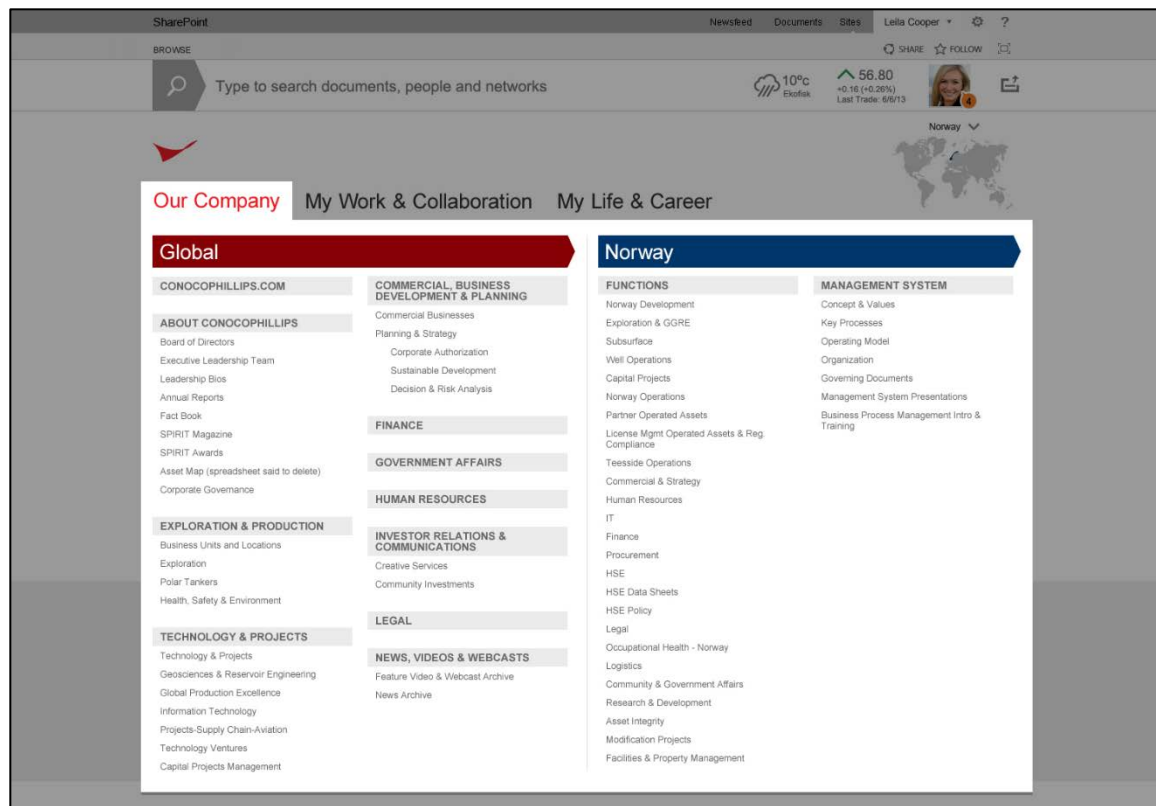 SharePoint
Newsfeed Documents Sites Leila Cooper ?
BROWSE
SHARE FOLLOW
Type to search documents, people and networks
10°c
Ekofisk
56.80
+0.16 (+0.26%)
Last Trade: 6/6/13
4
Norway
Our Company My Work & Collaboration My Life & Career
Global
CONOCOPHILLIPS.COM
ABOUT CONOCOPHILLIPS
Board of Directors
Executive Leadership Team
Leadership Bios
Annual Reports
Fact Book
SPIRIT Magazine
SPIRIT Awards
Asset Map (spreadsheet said to delete)
Corporate Governance
EXPLORATION & PRODUCTION
Business Units and Locations
Exploration
Polar Tankers
Health, Safety & Environment
TECHNOLOGY & PROJECTS
Technology & Projects
Geosciences & Reservoir Engineering
Global Production Excellence
Information Technology
Projects-Supply Chain-Aviation
Technology Ventures
Capital Projects Management
COMMERCIAL, BUSINESS
DEVELOPMENT & PLANNING
Commercial Businesses
Planning & Strategy
Corporate Authorization
Sustainable Development
Decision & Risk Analysis
FINANCE
GOVERNMENT AFFAIRS
HUMAN RESOURCES
INVESTOR RELATIONS &
COMMUNICATIONS
Creative Services
Community Investments
LEGAL
NEWS, VIDEOS & WEBCASTS
Feature Video & Webcast Archive
News Archive
Norway
FUNCTIONS
Norway Development
Exploration & GGRE
Subsurface
Well Operations
Capital Projects
Norway Operations
Partner Operated Assets
License Mgmt Operated Assets & Reg.
Compliance
Teesside Operations
Commercial & Strategy
Human Resources
IT
Finance
Procurement
HSE
HSE Data Sheets
HSE Policy
Legal
Occupational Health - Norway
Logistics
Community & Government Affairs
Research & Development
Asset Integrity
Modification Projects
Facilities & Property Management
MANAGEMENT SYSTEM
Concept & Values
Key Processes
Operating Model
Organization
Governing Documents
Management System Presentations
Business Process Management Intro &
Training